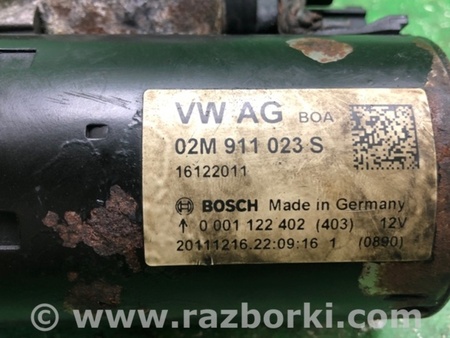 VW AG BOA
02M 911 023 S
16122011
BOSCH Made in Germany
↑ 0 001 122 402 (403) 12V
20111216.22:09:16 1 (0890)
© www.razborki.com